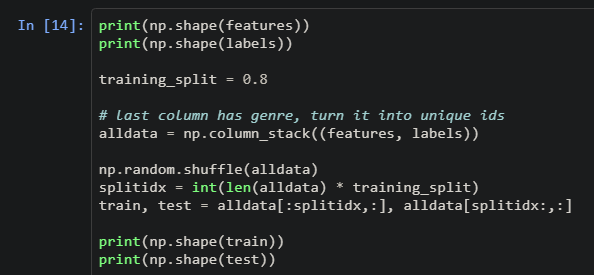 In [14]: print(np.shape(features))
print(np.shape(labels))
training_split = 0.8
# last column has genre, turn it into unique ids
alldata = np.column_stack((features, labels))
np.random.shuffle(alldata)
splitidx = int(len(alldata) * training_split)
train, test = alldata[:splitidx,:], alldata[splitidx:,:]
print(np.shape(train))
print(np.shape(test))